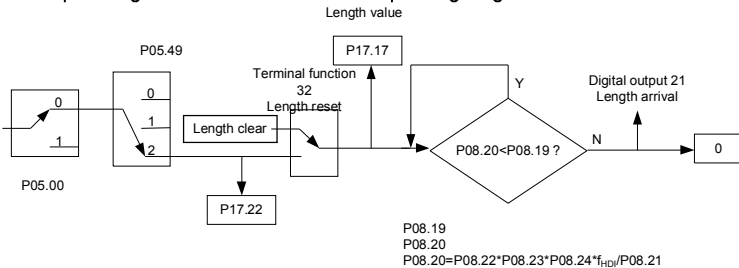 Length value
P05.49
P17.17
Terminal function
32
Length reset
Y
Digital output 21
Length arrival
0
0
1
Length clear
N
1
2
P08.20<P08.19 ?
0
P05.00
P17.22
P08.19
P08.20
P08.20=P08.22*P08.23*P08.24*fHDI/P08.21